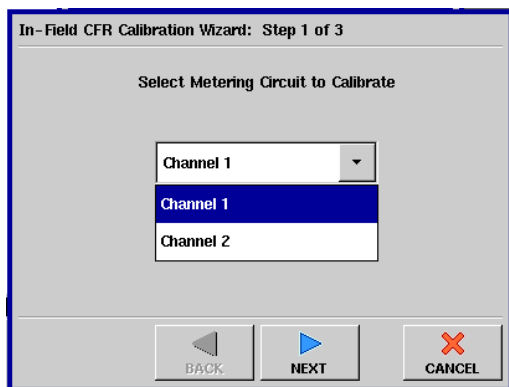 In-Field CFR Calibration Wizard: Step 1 of 3
Select Metering Circuit to Calibrate
Channel 1
Channel 1
Channel 2
BACK
NEXT
CANCEL